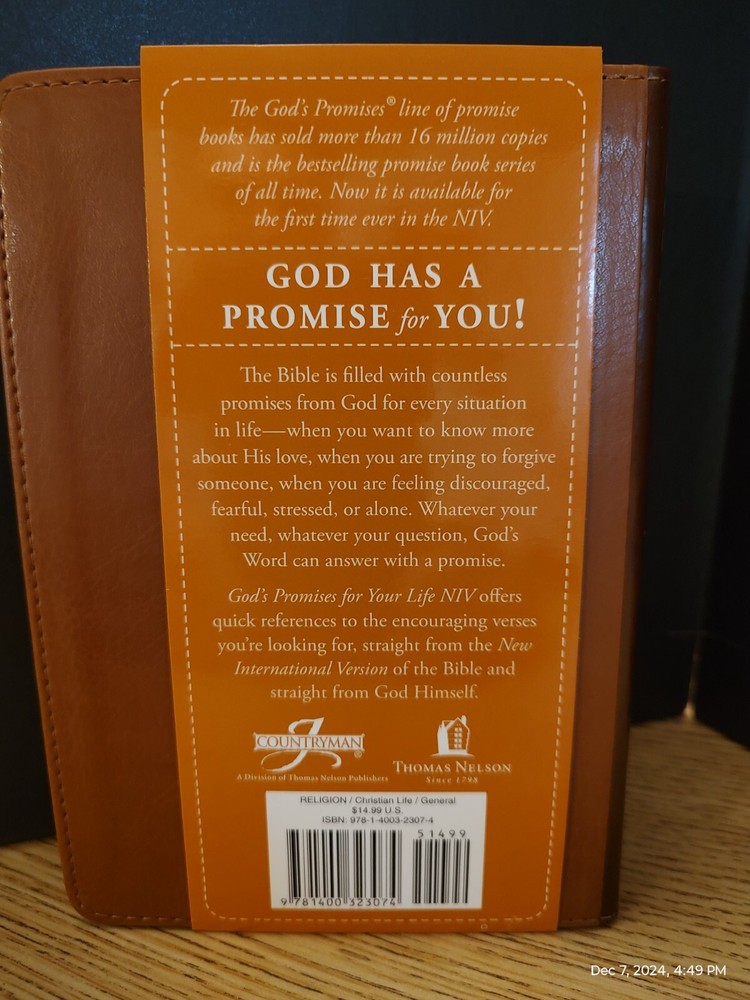 The God's Promises® line of promise
books has sold more than 16 million copies
and is the bestselling promise book series
of all time. Now it is available for
the first time ever in the NIV.
GOD HAS A
PROMISE for YOU!
The Bible is filled with countless
promises from God for every situation
in life—when you want to know more
about His love, when you are trying to forgive
someone, when you are feeling discouraged,
fearful, stressed, or alone. Whatever your
need, whatever your question, God's
Word can answer with a promise.
God's Promises for Your Life NIV offers
quick references to the encouraging verses
you're looking for, straight from the New
International Version of the Bible and
straight from God Himself.
J COUNTRYMAN®
A Division of Thomas Nelson Publishers
THOMAS NELSON
Since 1798
RELIGION / Christian Life / General
$14.99 U.S.
ISBN: 978-1-4003-2307-4
51499
9 781400 323074
Dec 7, 2024, 4:49 PM